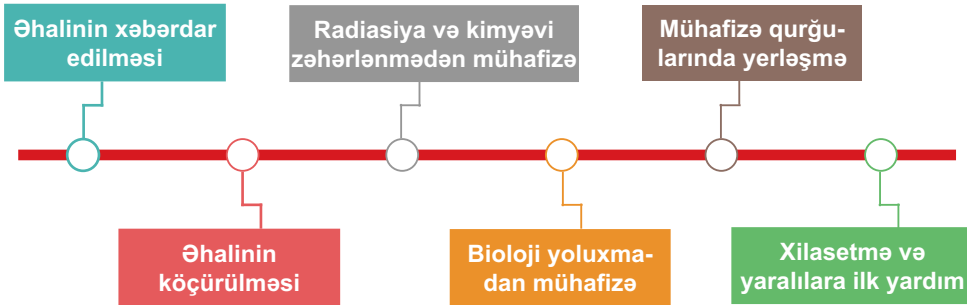 Əhalinin xəbərdar
edilməsi
Radiasiya və kimyəvi
zəhərlənmədən mühafizə
Mühafizə qurğu-
larında yerləşmə
Əhalinin
köçürülməsi
Bioloji yoluxma-
dan mühafizə
Xilasetmə və
yaralılara ilk yardım